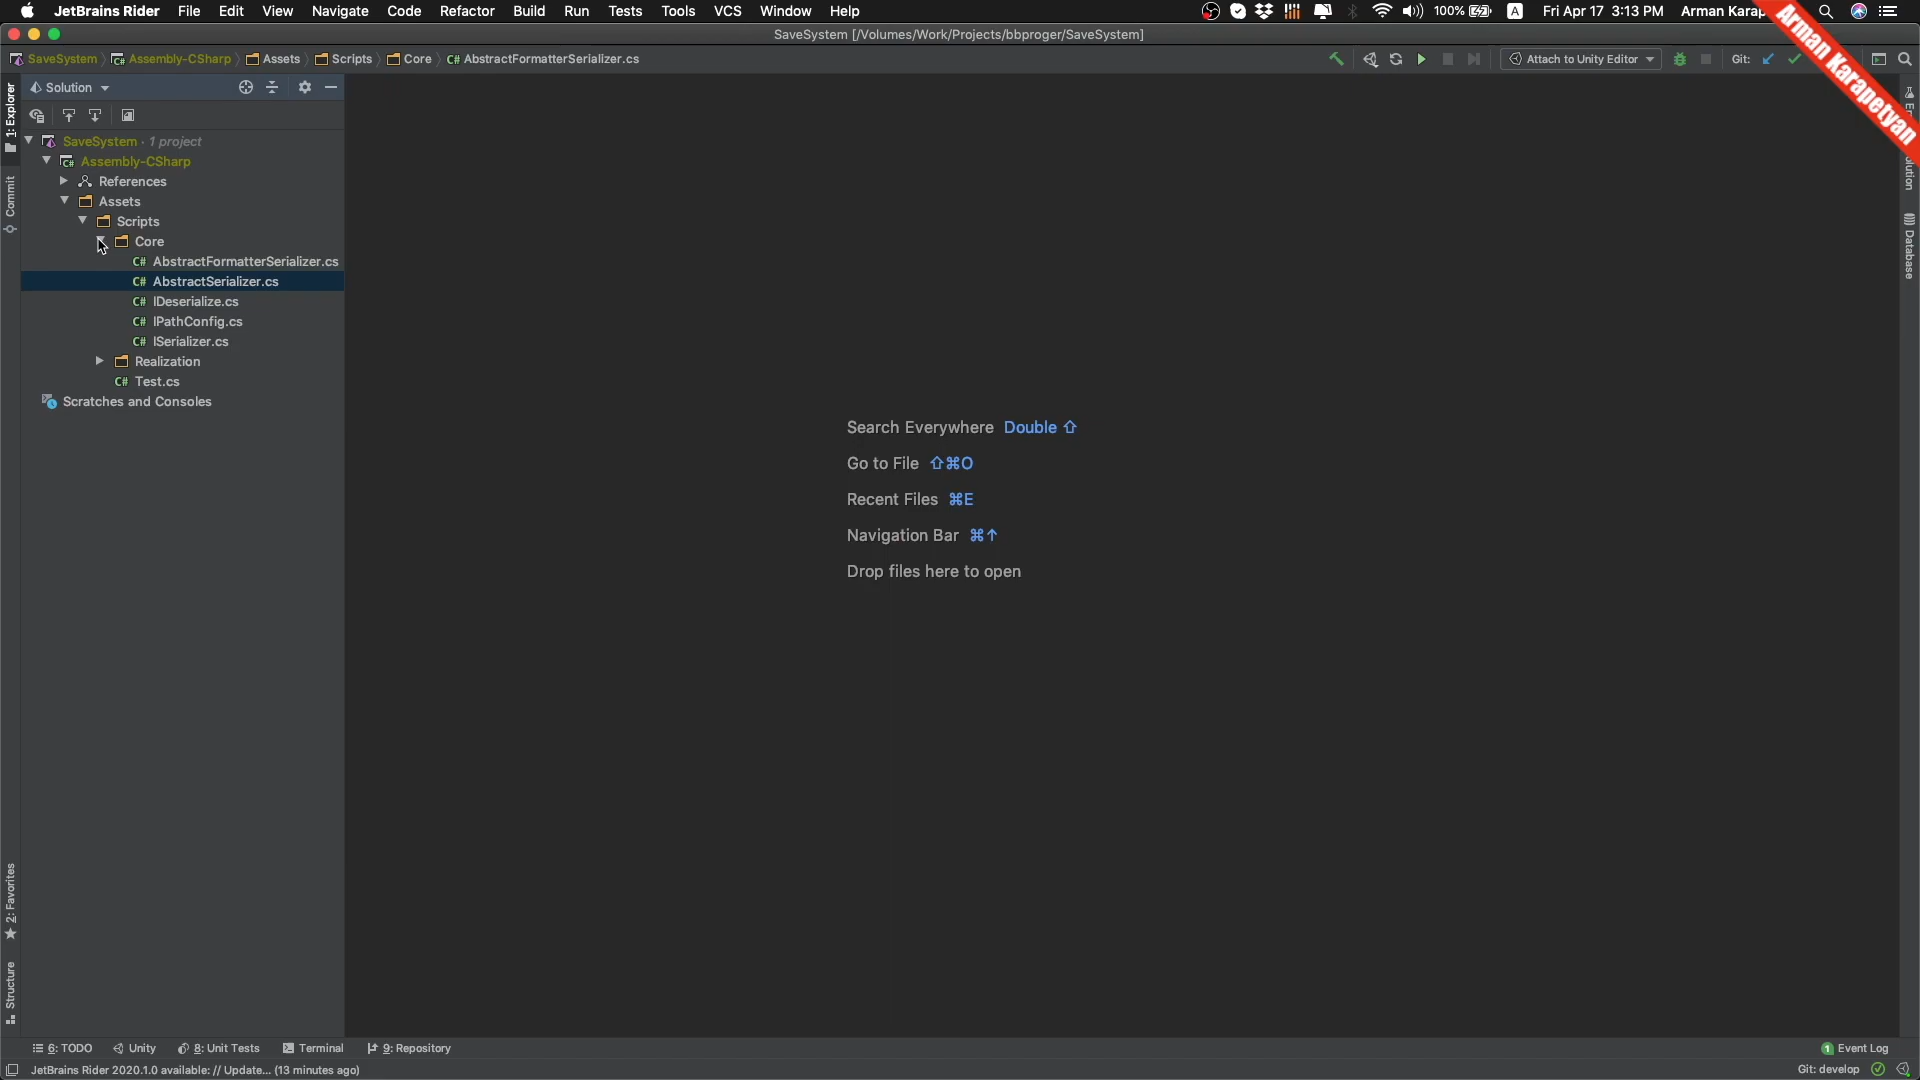 JetBrains Rider File Edit View Navigate Code Refactor Build Run Tests Tools VCS Window Help 100% A Fri Apr 17 3:13 PM Arman Karap
SaveSystem [/Volumes/Work/Projects/bbproger/SaveSystem]
SaveSystem Assembly-CSharp Assets Scripts Core C# AbstractFormatterSerializer.cs Attach to Unity Editor Git:
Arman Karapetyan
Solution
1: Explorer
Commit
SaveSystem · 1 project
C# Assembly-CSharp
References
Assets
Scripts
Core
C# AbstractFormatterSerializer.cs
C# AbstractSerializer.cs
C# IDeserialize.cs
C# IPathConfig.cs
C# ISerializer.cs
Realization
C# Test.cs
Scratches and Consoles
Search Everywhere Double ⇧
Go to File ⇧⌘O
Recent Files ⌘E
Navigation Bar ⌘↑
Drop files here to open
Database
2: Favorites
Structure
6: TODO Unity 8: Unit Tests Terminal 9: Repository 1 Event Log
JetBrains Rider 2020.1.0 available: // Update... (13 minutes ago) Git: develop